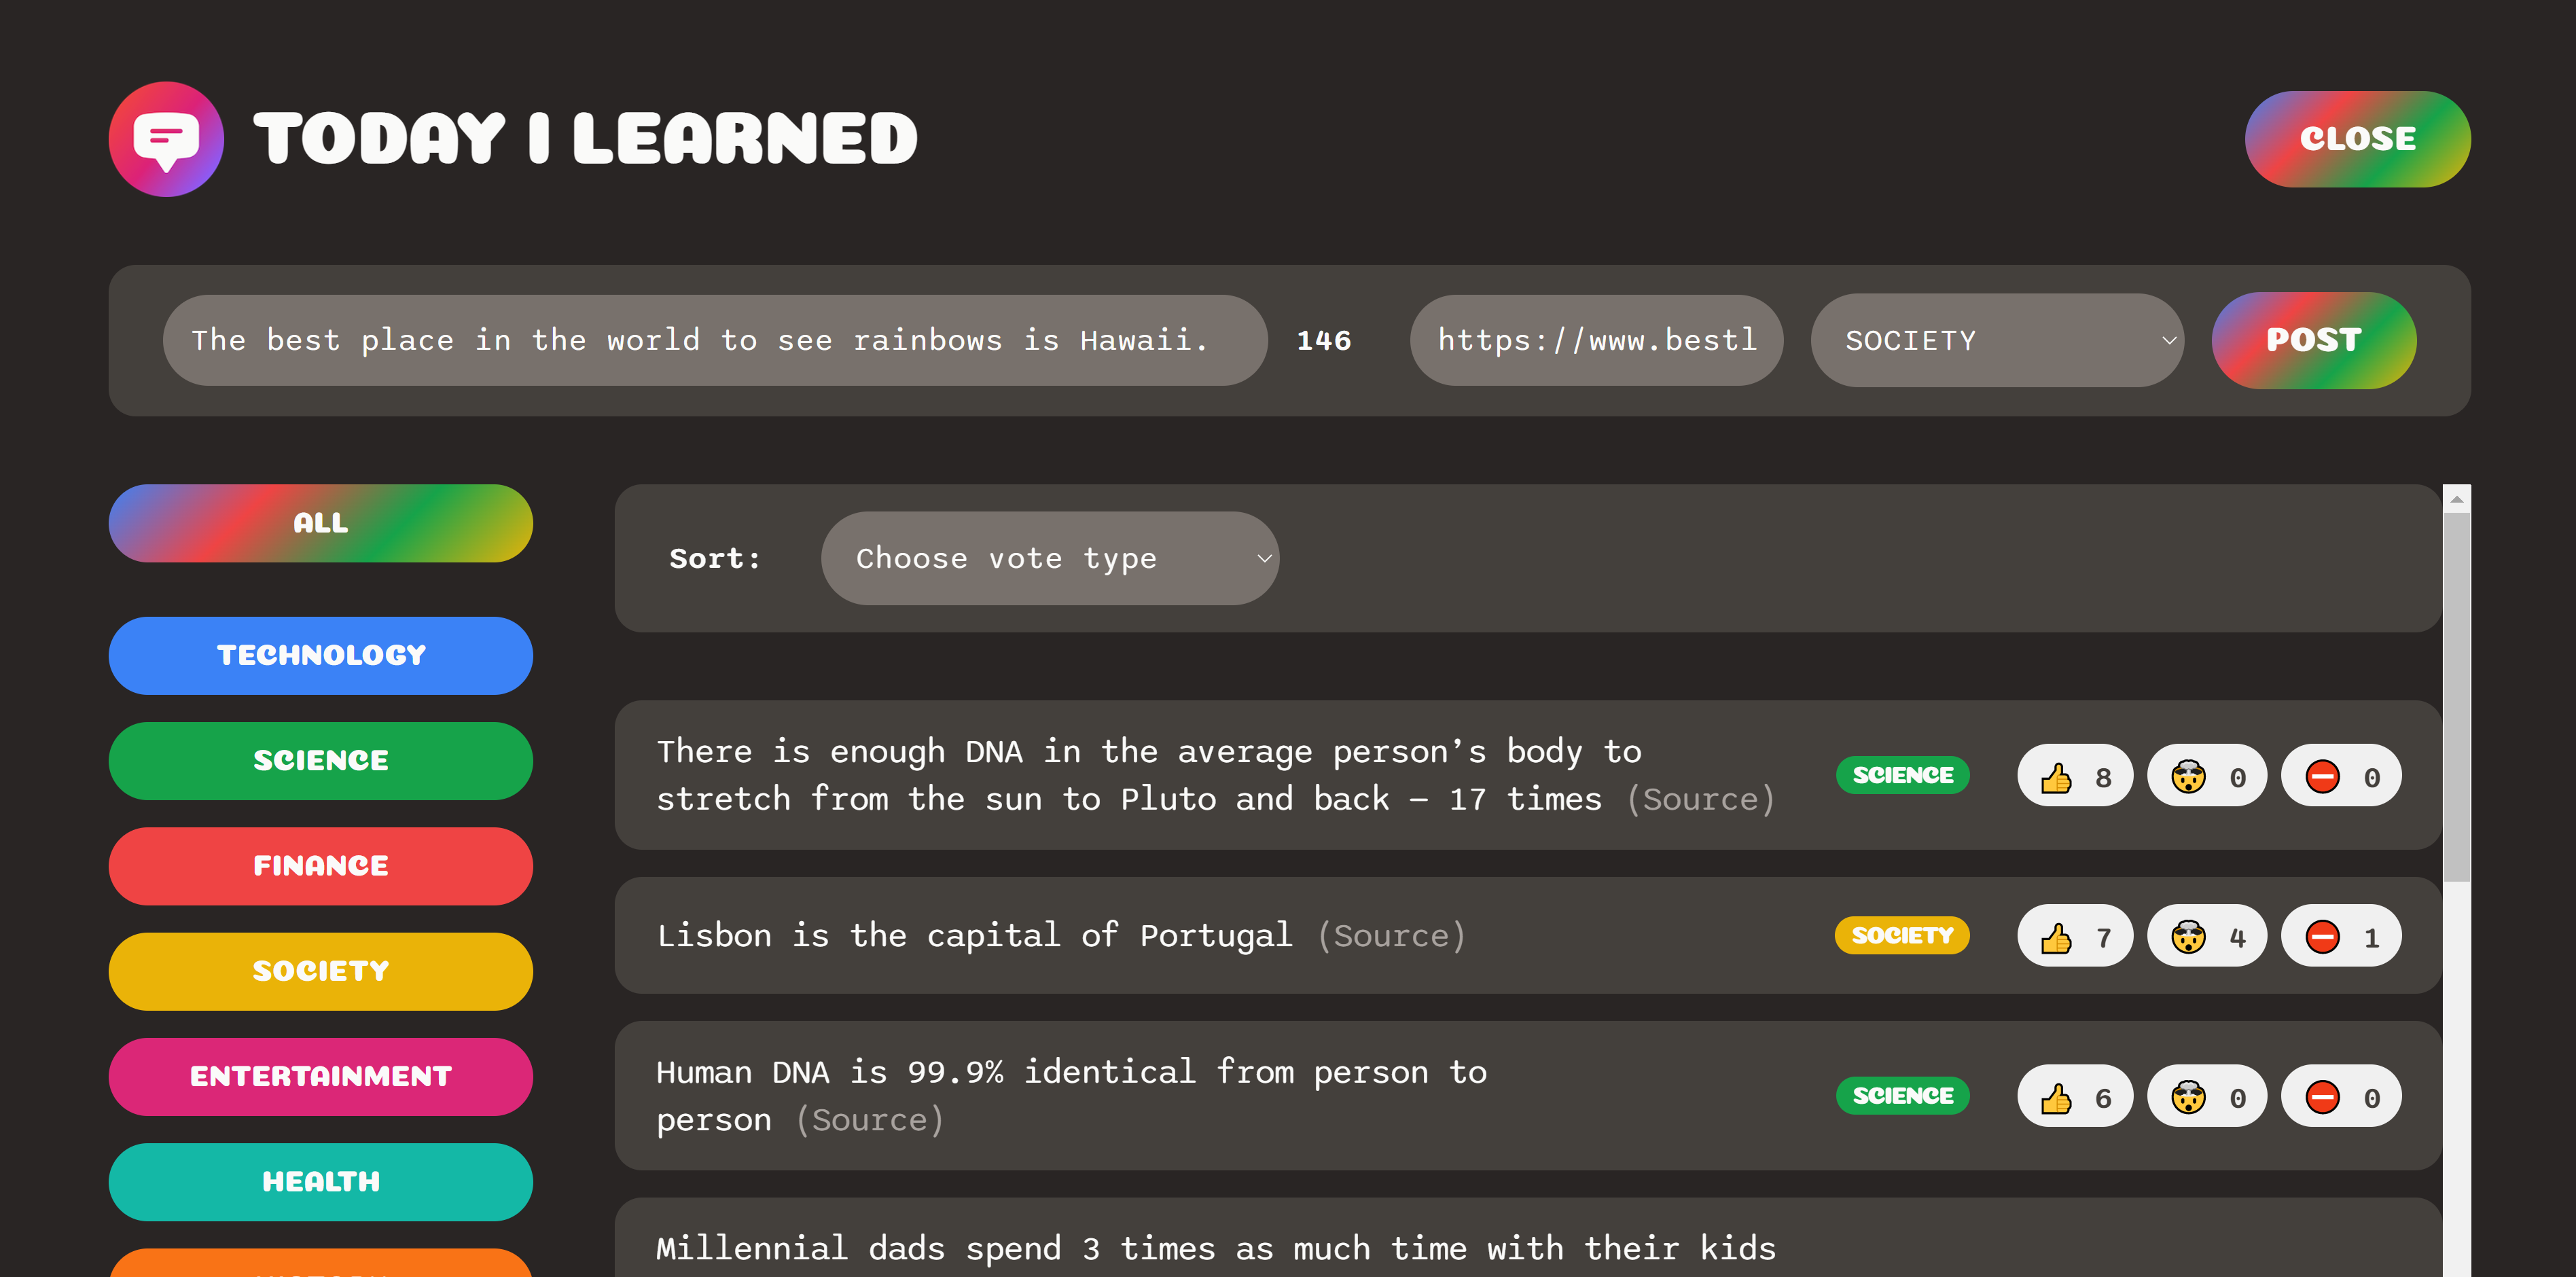 TODAY I LEARNED
CLOSE
The best place in the world to see rainbows is Hawaii.
146
https://www.bestl
SOCIETY
POST
ALL
TECHNOLOGY
SCIENCE
FINANCE
SOCIETY
ENTERTAINMENT
HEALTH
Sort:
Choose vote type
There is enough DNA in the average person’s body to
stretch from the sun to Pluto and back — 17 times (Source)
SCIENCE
8
0
0
Lisbon is the capital of Portugal (Source)
SOCIETY
7
4
1
Human DNA is 99.9% identical from person to
person (Source)
SCIENCE
6
0
0
Millennial dads spend 3 times as much time with their kids